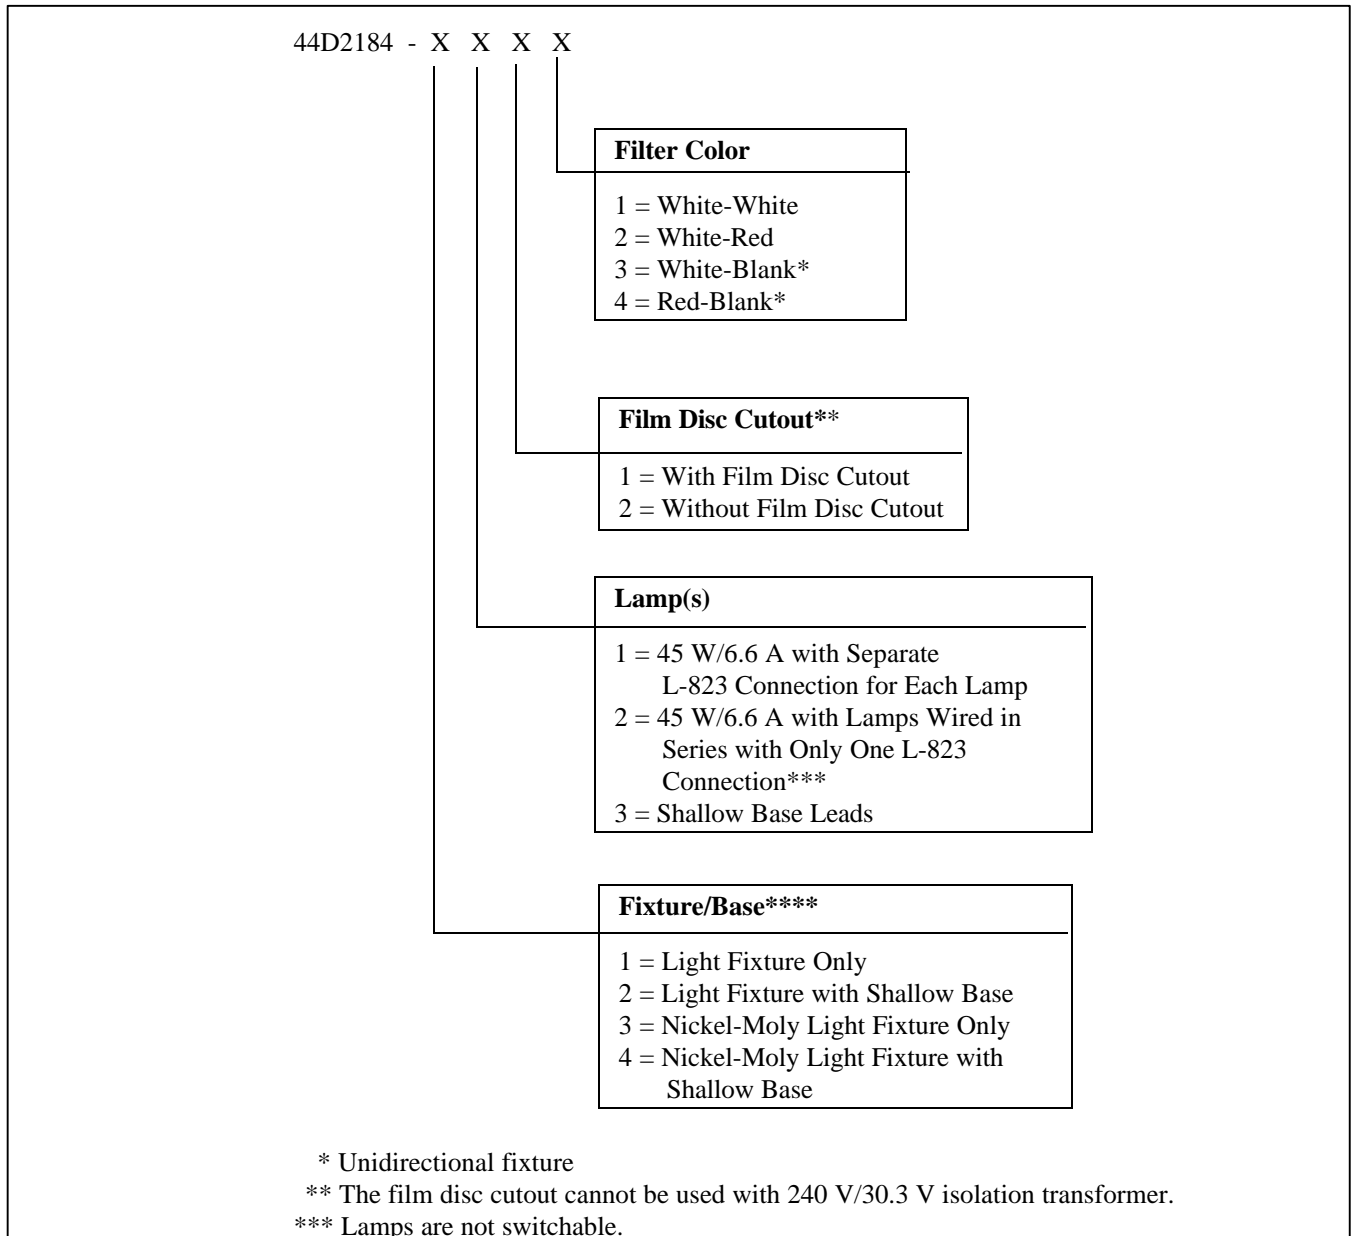 44D2184 - X X X X
Filter Color
1 = White-White
2 = White-Red
3 = White-Blank*
4 = Red-Blank*
Film Disc Cutout**
1 = With Film Disc Cutout
2 = Without Film Disc Cutout
Lamp(s)
1 = 45 W/6.6 A with Separate
L-823 Connection for Each Lamp
2 = 45 W/6.6 A with Lamps Wired in
Series with Only One L-823
Connection***
3 = Shallow Base Leads
Fixture/Base****
1 = Light Fixture Only
2 = Light Fixture with Shallow Base
3 = Nickel-Moly Light Fixture Only
4 = Nickel-Moly Light Fixture with
Shallow Base
* Unidirectional fixture
** The film disc cutout cannot be used with 240 V/30.3 V isolation transformer.
*** Lamps are not switchable.